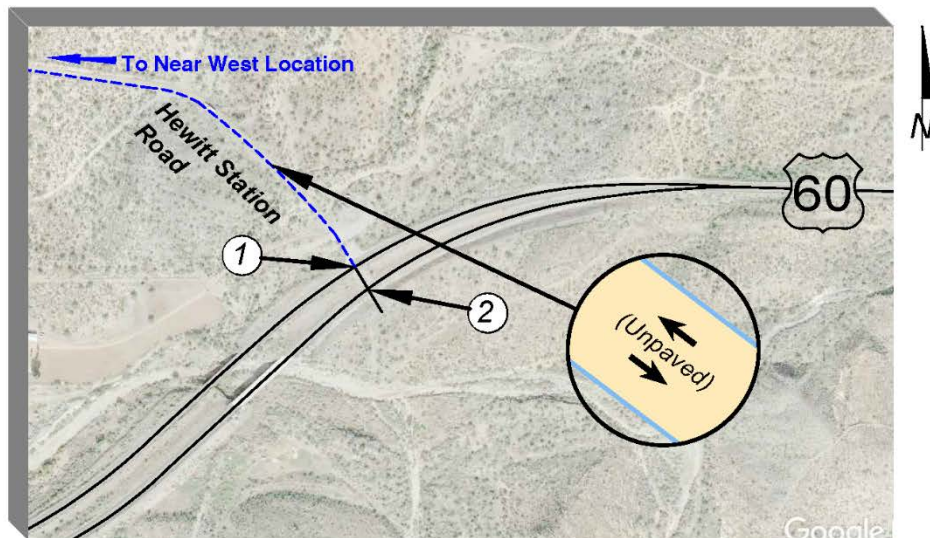 To Near West Location
Hewitt Station
Road
60
1
2
(Unpaved)
N
Google